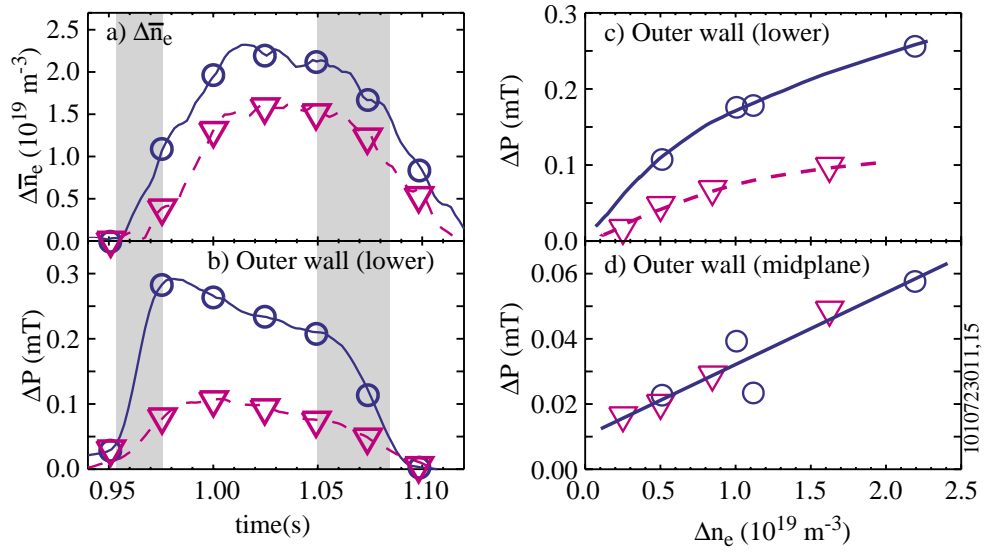 a) Δn̅e
2.5
2.0
1.5
1.0
0.5
0.0
Δn̅e (10^19 m^-3)
b) Outer wall (lower)
0.3
0.2
0.1
0.0
ΔP (mT)
0.95
1.00
1.05
1.10
time(s)
c) Outer wall (lower)
0.3
0.2
0.1
0.0
ΔP (mT)
d) Outer wall (midplane)
0.06
0.04
0.02
0.00
ΔP (mT)
0.0
0.5
1.0
1.5
2.0
2.5
Δne (10^19 m^-3)
1010723011,15